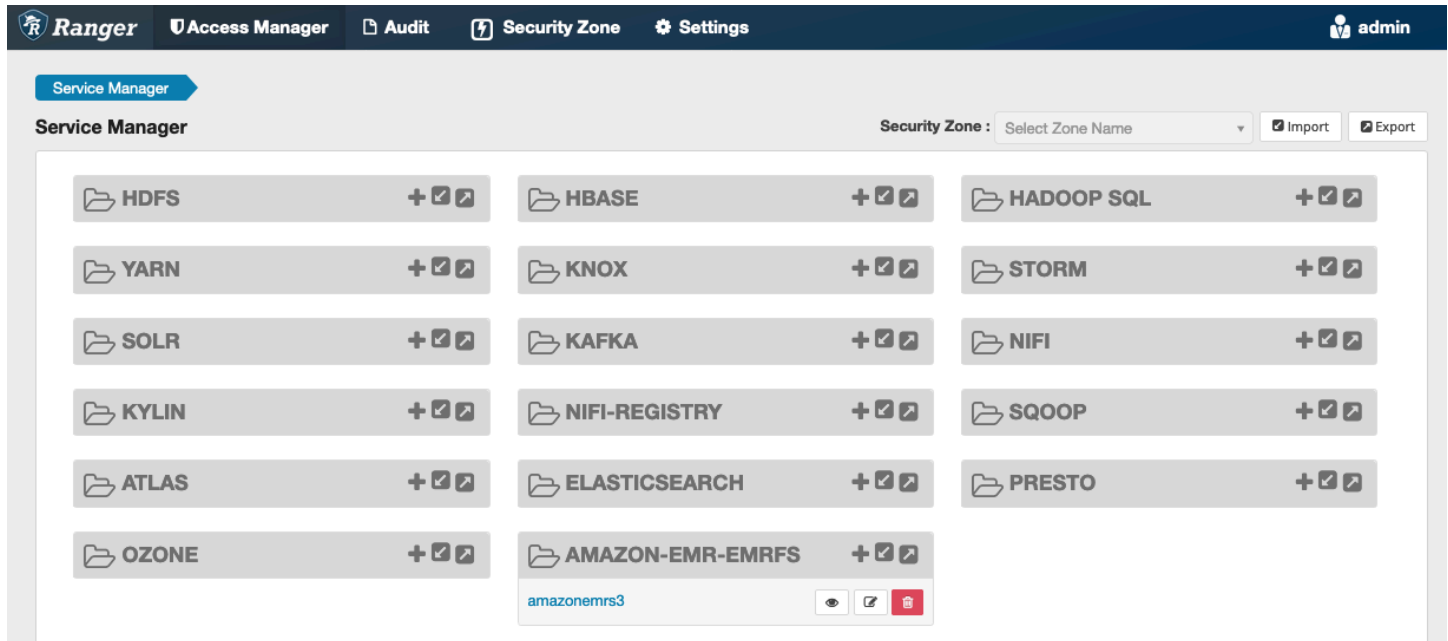 Ranger Access Manager Audit Security Zone Settings admin
Service Manager
Service Manager Security Zone : Select Zone Name Import Export
HDFS HBASE HADOOP SQL
YARN KNOX STORM
SOLR KAFKA NIFI
KYLIN NIFI-REGISTRY SQOOP
ATLAS ELASTICSEARCH PRESTO
OZONE AMAZON-EMR-EMRFS
amazonemrs3